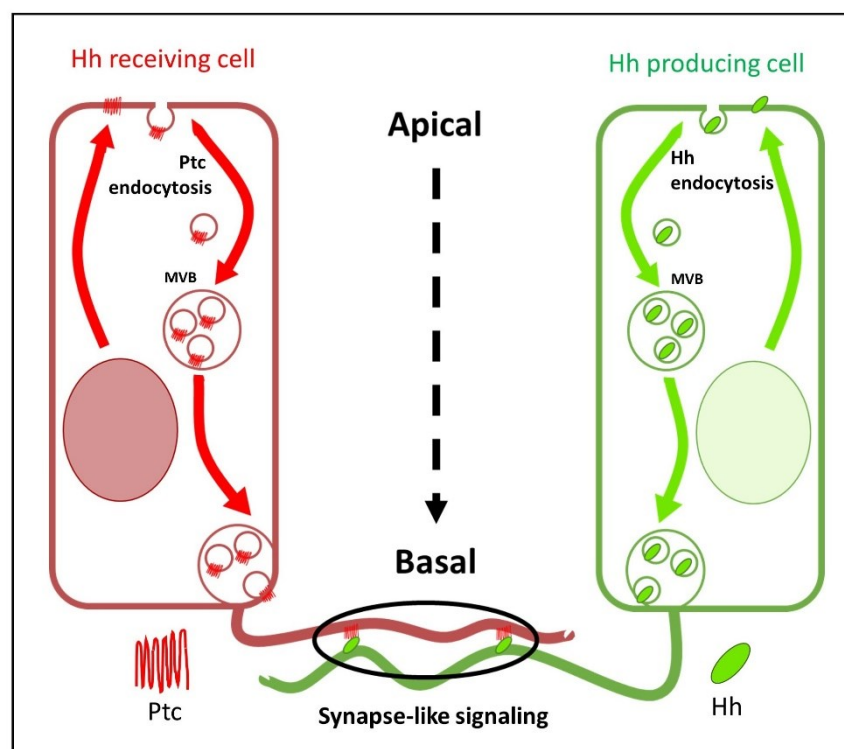 Hh receiving cell
Hh producing cell
Apical
Ptc
endocytosis
Hh
endocytosis
MVB
MVB
Basal
Ptc
Synapse-like signaling
Hh